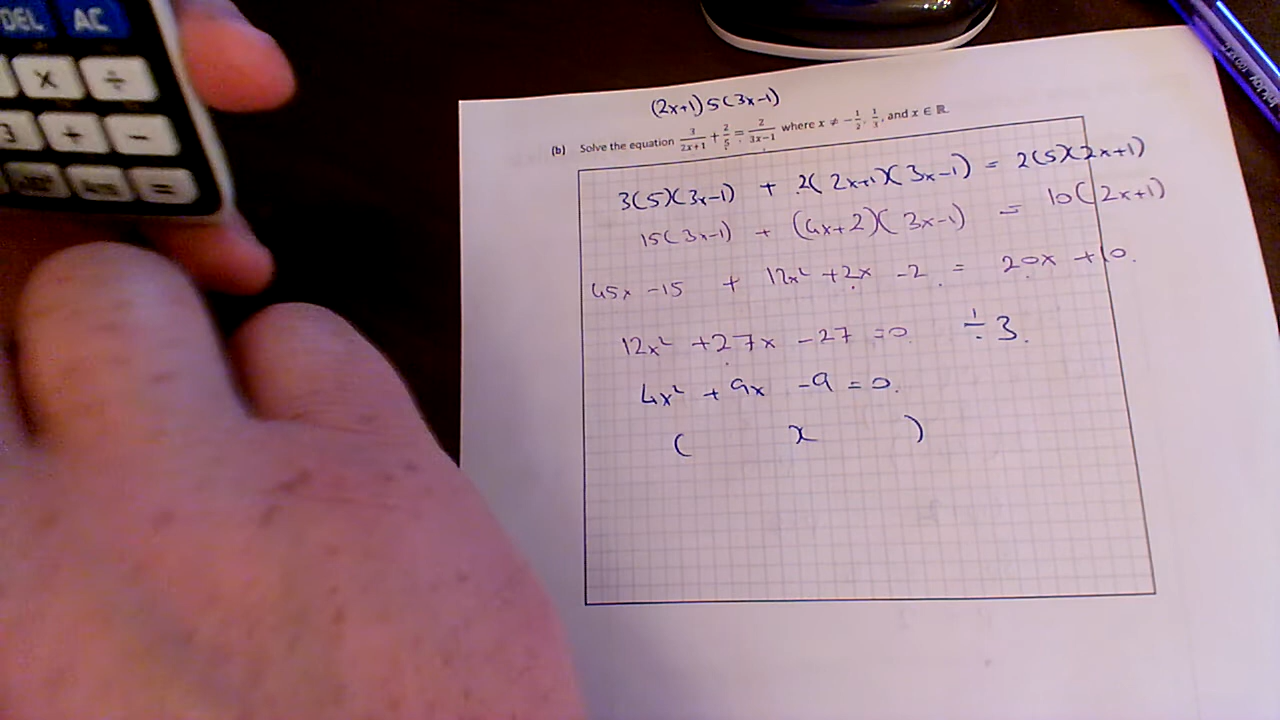 DEL AC
X ÷
3 + −
Ans =
(2x+1) 5 (3x-1)
(b) Solve the equation 3/(2x+1) + 2/5 = 2/(3x−1) where x ≠ −1/2, 1/3, and x ∈ ℝ.
3(5)(3x-1) + 2(2x+1)(3x-1) = 2(5)(2x+1)
15(3x-1) + (4x+2)(3x-1) = 10(2x+1)
45x -15 + 12x² +2x -2 = 20x +10.
12x² +27x -27 =0 ÷3.
4x² + 9x -9 = 0.
( x )